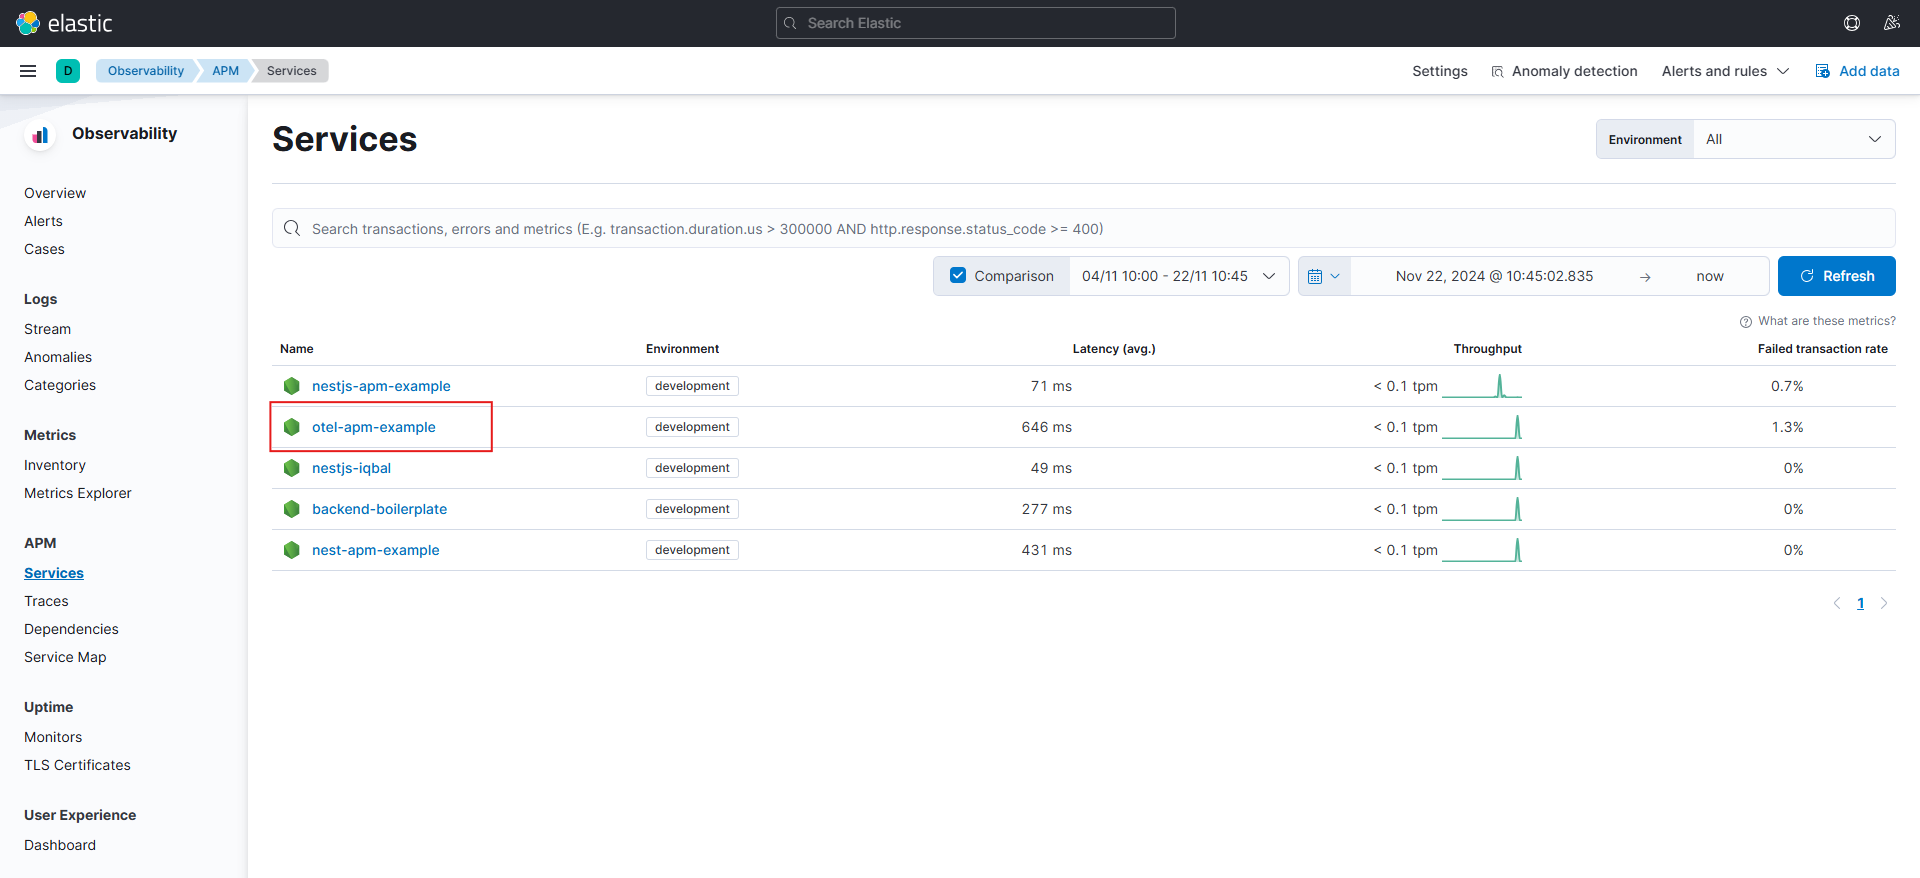 elastic
Search Elastic
D
Observability
APM
Services
Settings
Anomaly detection
Alerts and rules
Add data
Observability
Overview
Alerts
Cases
Logs
Stream
Anomalies
Categories
Metrics
Inventory
Metrics Explorer
APM
Services
Traces
Dependencies
Service Map
Uptime
Monitors
TLS Certificates
User Experience
Dashboard
Services
Environment All
Search transactions, errors and metrics (E.g. transaction.duration.us > 300000 AND http.response.status_code >= 400)
Comparison 04/11 10:00 - 22/11 10:45 Nov 22, 2024 @ 10:45:02.835 → now Refresh
What are these metrics?
Name Environment Latency (avg.) Throughput Failed transaction rate
nestjs-apm-example development 71 ms < 0.1 tpm 0.7%
otel-apm-example development 646 ms < 0.1 tpm 1.3%
nestjs-iqbal development 49 ms < 0.1 tpm 0%
backend-boilerplate development 277 ms < 0.1 tpm 0%
nest-apm-example development 431 ms < 0.1 tpm 0%
1